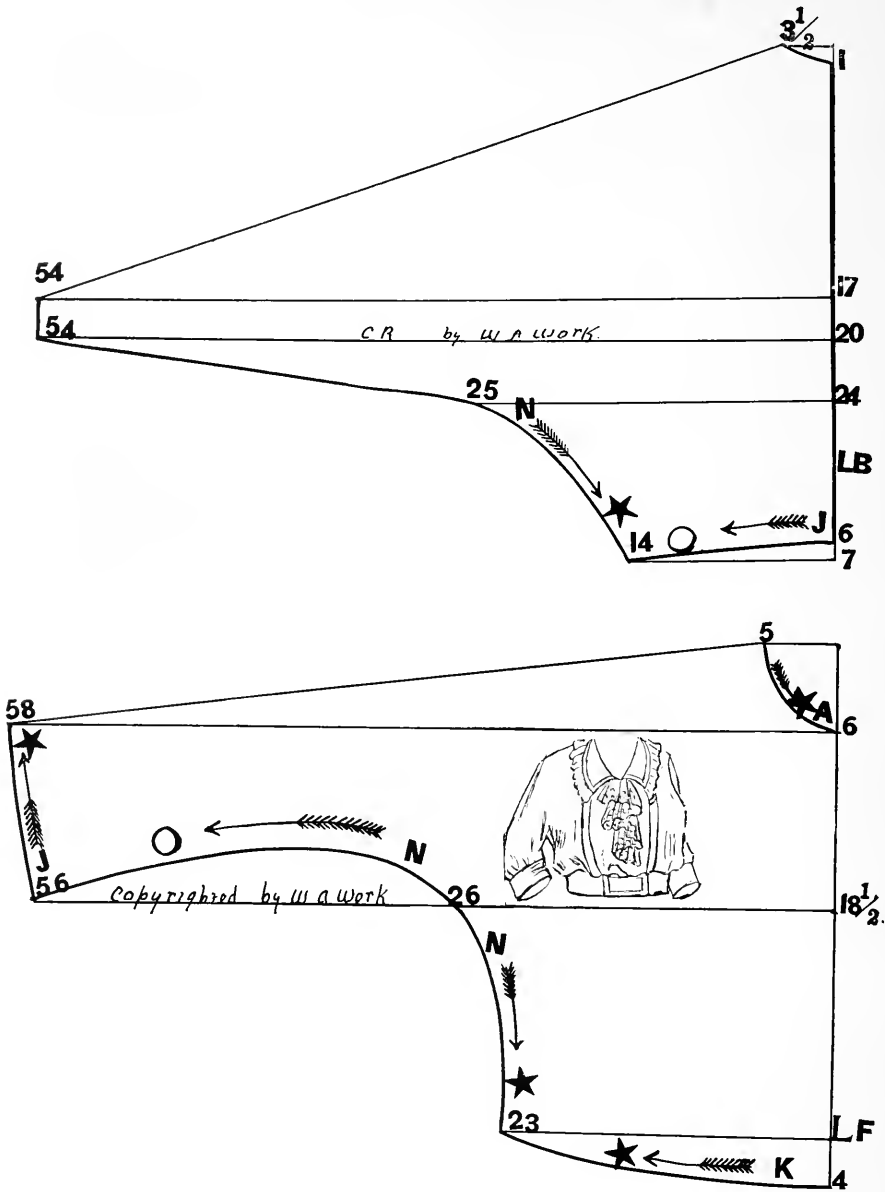 3 1/2
1
54
17
54 CR by W A Work. 20
25 24
N
LB
14 J 6
7
5
A
58 6
J N
56 Copyrighted by W A Work 26 18 1/2.
N
23 LF
K 4